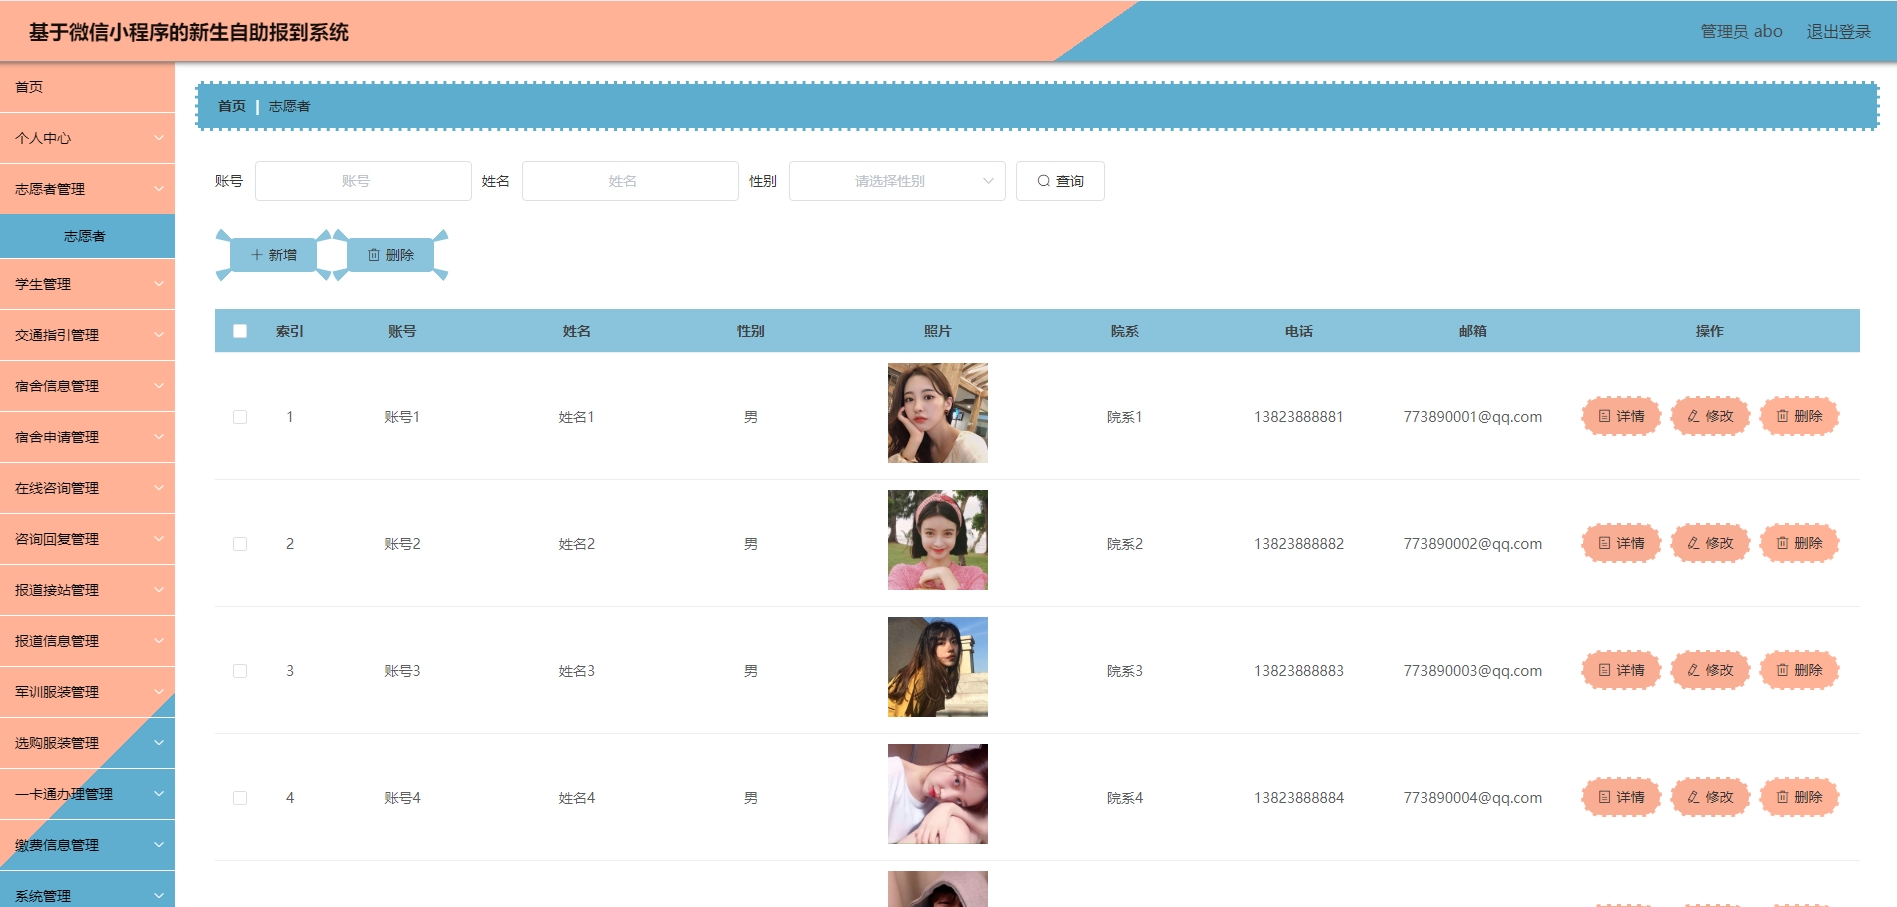 基于微信小程序的新生自助报到系统
管理员 abo 退出登录
首页
个人中心
志愿者管理
志愿者
学生管理
交通指引管理
宿舍信息管理
宿舍申请管理
在线咨询管理
咨询回复管理
报道接站管理
报道信息管理
军训服装管理
选购服装管理
一卡通办理管理
缴费信息管理
系统管理
首页 | 志愿者
账号 账号 姓名 姓名 性别 请选择性别 查询
新增 删除
索引 账号 姓名 性别 照片 院系 电话 邮箱 操作
1 账号1 姓名1 男 院系1 13823888881 773890001@qq.com 详情 修改 删除
2 账号2 姓名2 男 院系2 13823888882 773890002@qq.com 详情 修改 删除
3 账号3 姓名3 男 院系3 13823888883 773890003@qq.com 详情 修改 删除
4 账号4 姓名4 男 院系4 13823888884 773890004@qq.com 详情 修改 删除